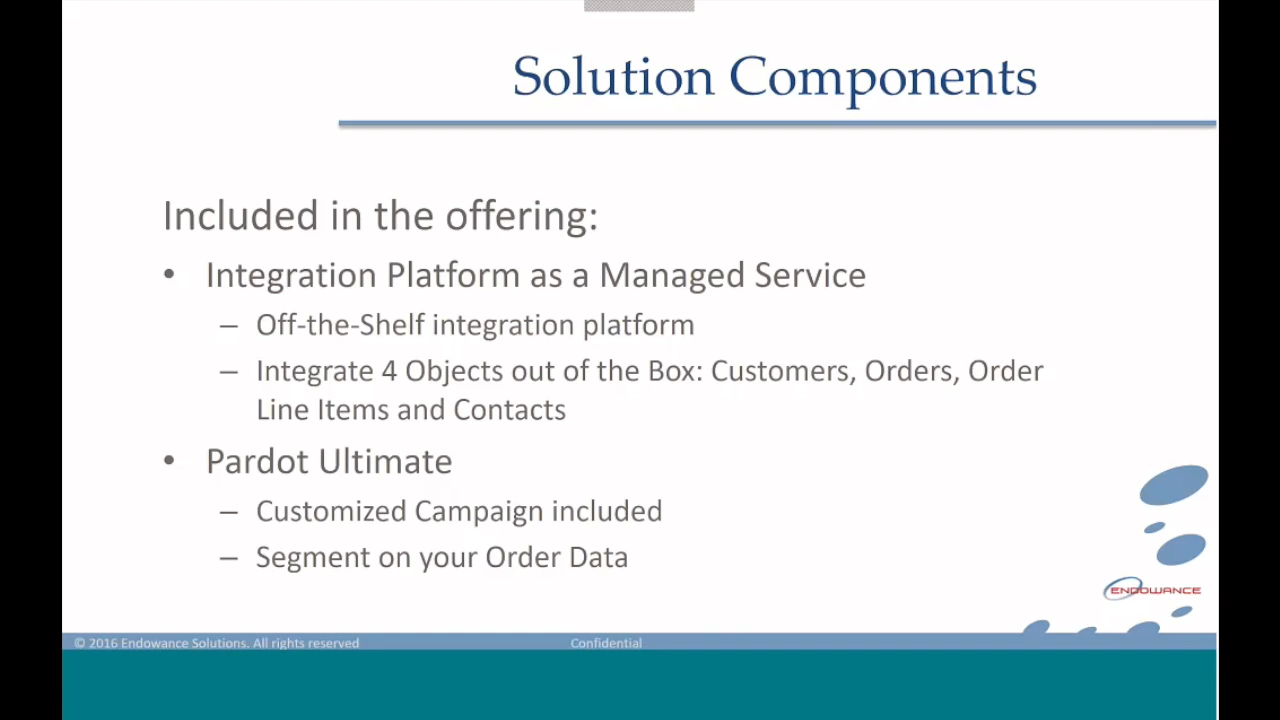 Solution Components
Included in the offering:
• Integration Platform as a Managed Service
– Off-the-Shelf integration platform
– Integrate 4 Objects out of the Box: Customers, Orders, Order
Line Items and Contacts
• Pardot Ultimate
– Customized Campaign included
– Segment on your Order Data
ENDOWANCE
© 2016 Endowance Solutions. All rights reserved
Confidential